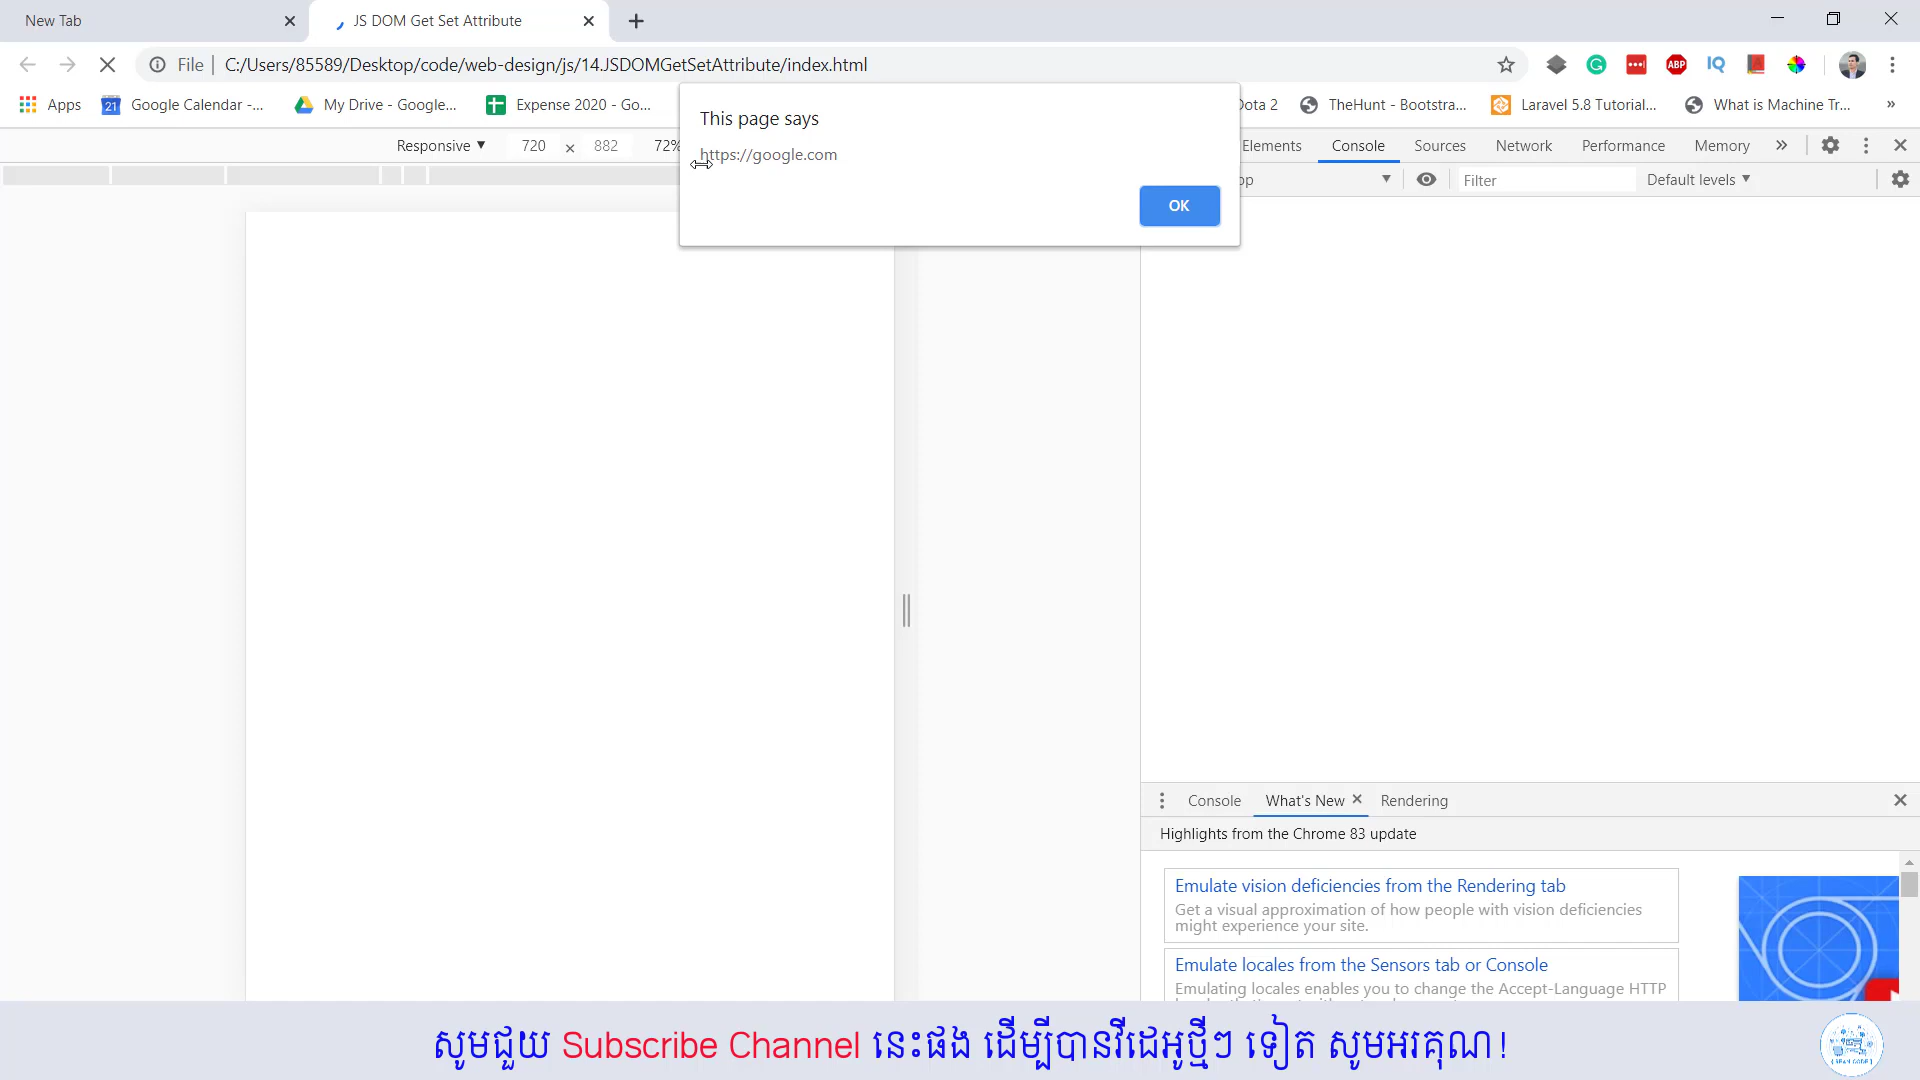 New Tab
JS DOM Get Set Attribute
File | C:/Users/85589/Desktop/code/web-design/js/14.JSDOMGetSetAttribute/index.html
ABP
IQ
Apps
21
Google Calendar -...
My Drive - Google...
Expense 2020 - Go...
Dota 2
TheHunt - Bootstra...
Laravel 5.8 Tutorial...
What is Machine Tr...
»
This page says
https://google.com
OK
Responsive
720 × 882
72%
Elements
Console
Sources
Network
Performance
Memory
»
op
Filter
Default levels
Console
What's New
Rendering
Highlights from the Chrome 83 update
Emulate vision deficiencies from the Rendering tab
Get a visual approximation of how people with vision deficiencies
might experience your site.
Emulate locales from the Sensors tab or Console
Emulating locales enables you to change the Accept-Language HTTP
សូមជួយ Subscribe Channel នេះផង ដើម្បីបានវីដេអូថ្មីៗ ទៀត សូមអរគុណ!